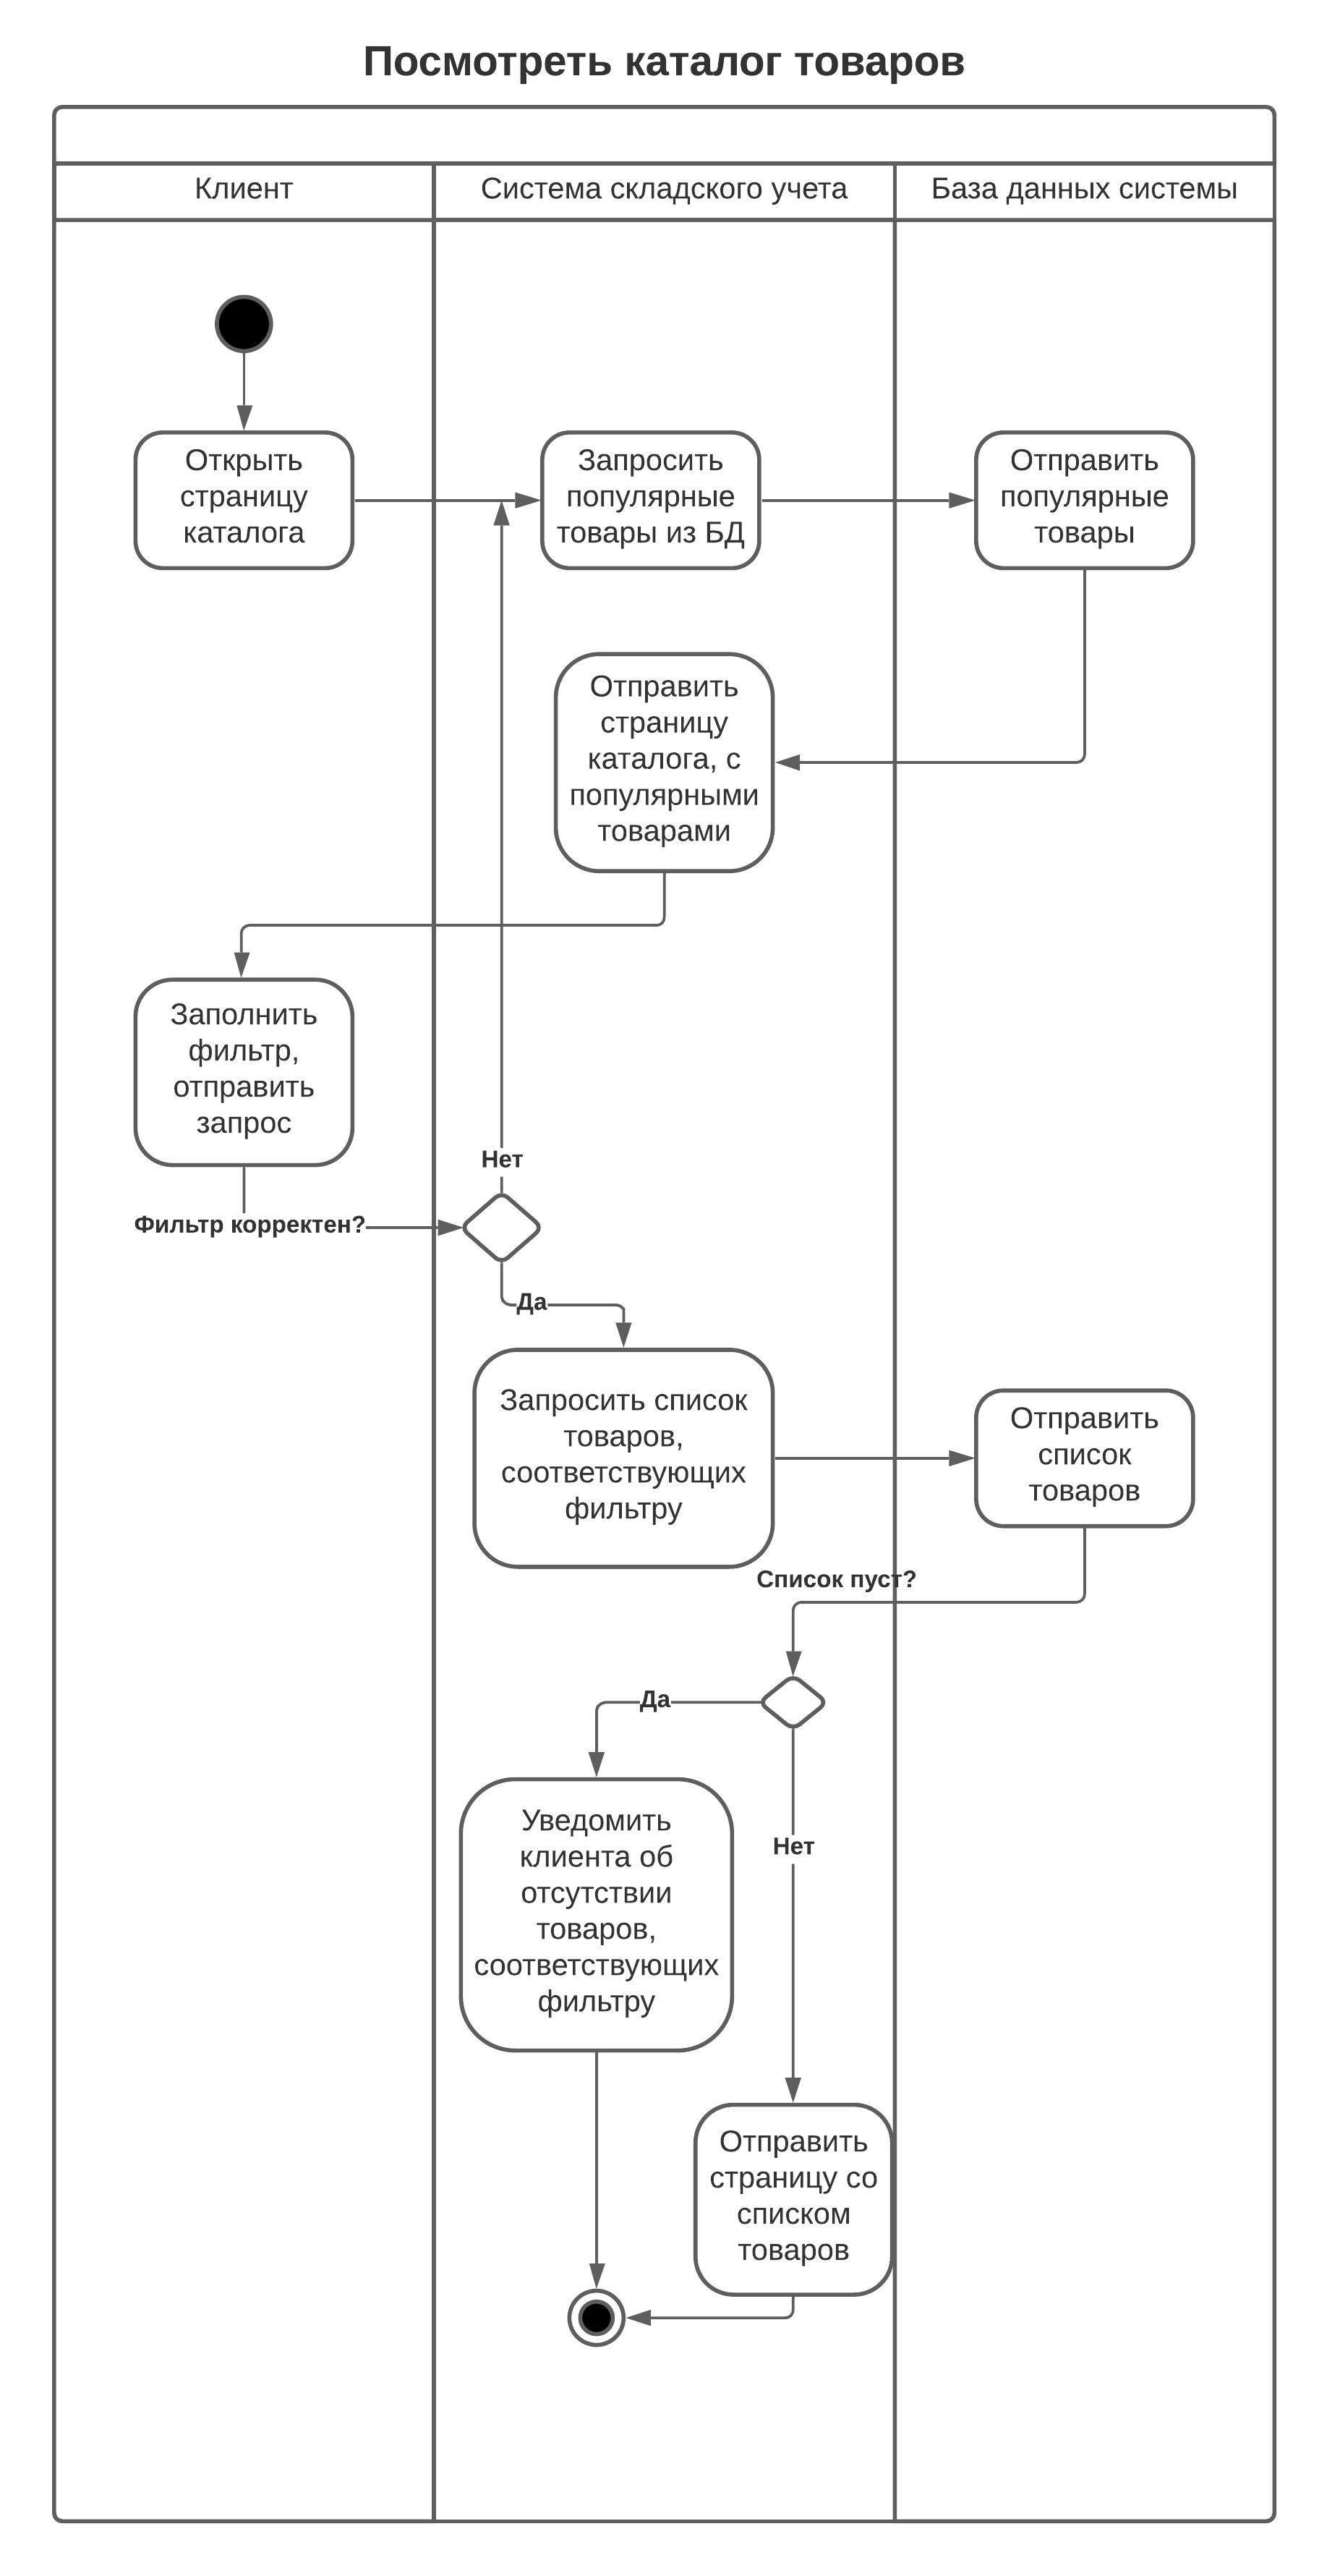 Посмотреть каталог товаров
Клиент
Система складского учета
База данных системы
Открыть
страницу
каталога
Запросить
популярные
товары из БД
Отправить
популярные
товары
Отправить
страницу
каталога, с
популярными
товарами
Заполнить
фильтр,
отправить
запрос
Нет
Фильтр корректен?
Да
Запросить список
товаров,
соответствующих
фильтру
Отправить
список
товаров
Список пуст?
Да
Уведомить
клиента об
отсутствии
товаров,
соответствующих
фильтру
Нет
Отправить
страницу со
списком
товаров